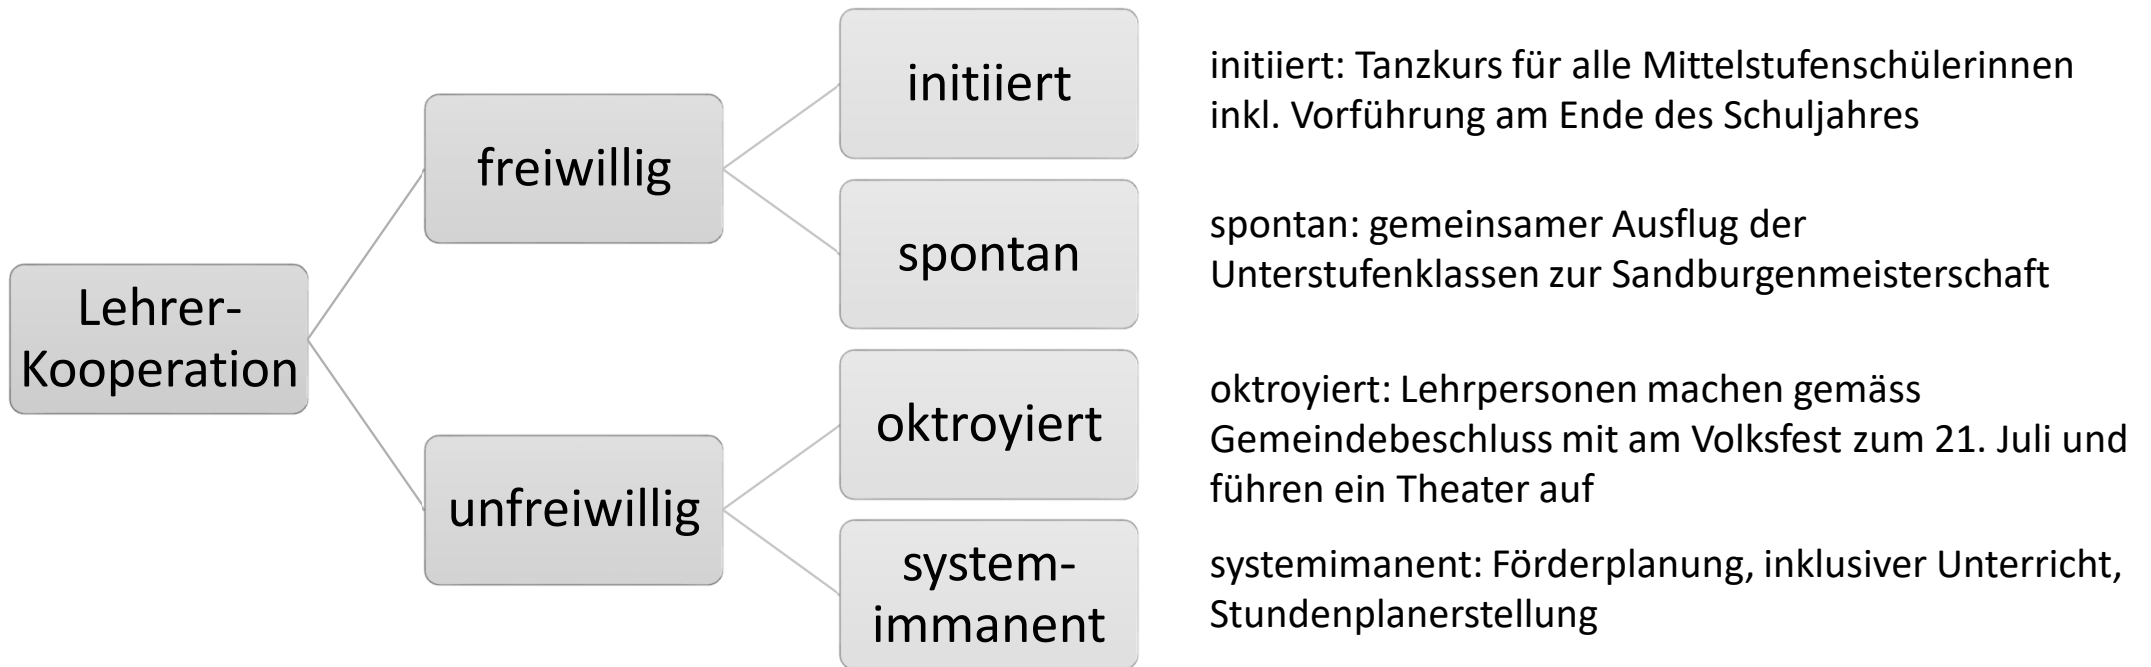 Lehrer-
Kooperation
freiwillig
unfreiwillig
initiiert
spontan
oktroyiert
system-
immanent
initiiert: Tanzkurs für alle Mittelstufenschülerinnen
inkl. Vorführung am Ende des Schuljahres
spontan: gemeinsamer Ausflug der
Unterstufenklassen zur Sandburgenmeisterschaft
oktroyiert: Lehrpersonen machen gemäss
Gemeindebeschluss mit am Volksfest zum 21. Juli und
führen ein Theater auf
systemimanent: Förderplanung, inklusiver Unterricht,
Stundenplanerstellung